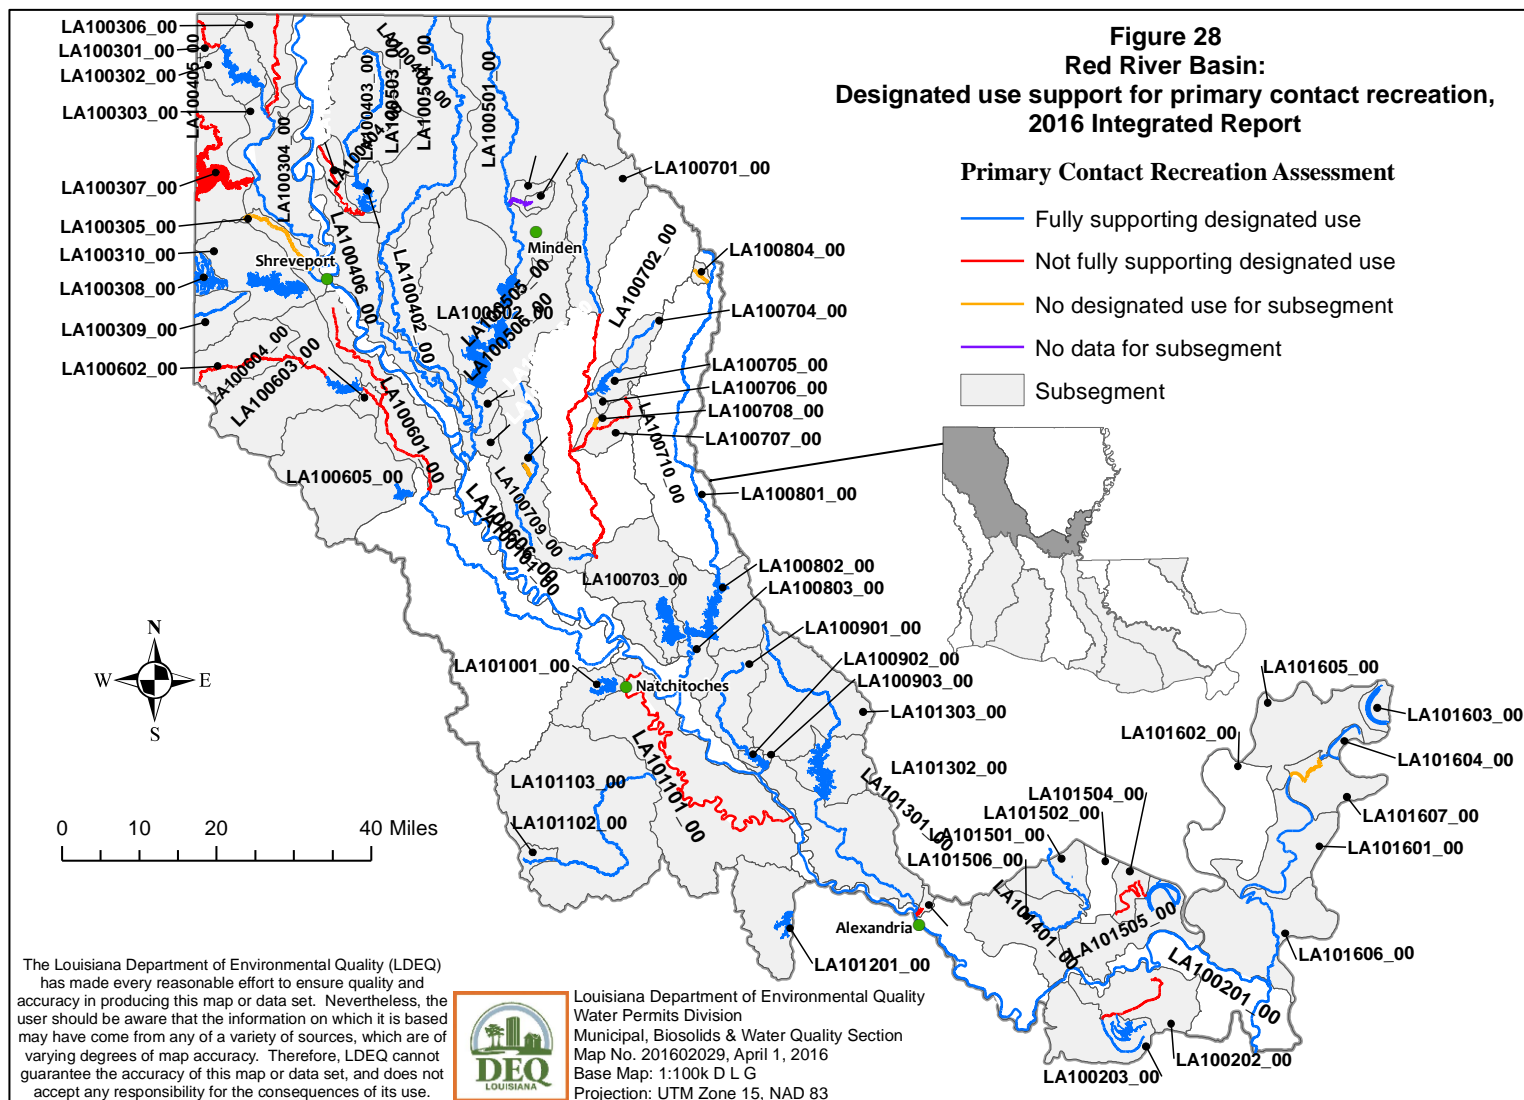 Figure 28
Red River Basin:
Designated use support for primary contact recreation,
2016 Integrated Report
Primary Contact Recreation Assessment
Fully supporting designated use
Not fully supporting designated use
No designated use for subsegment
No data for subsegment
Subsegment
LA100306_00
LA100301_00
LA100302_00
LA100303_00
LA100307_00
LA100305_00
LA100310_00
LA100308_00
LA100309_00
LA100602_00
LA100405_00
LA100304_00
LA100403_00
LA100503_00
LA100501_00
LA100406_00
LA100402_00
LA100505_00
LA100506_00
LA100604_00
LA100603_00
LA100601_00
LA100605_00
LA100606_00
LA100101_00
LA100709_00
LA100703_00
LA100701_00
LA100702_00
LA100804_00
LA100704_00
LA100705_00
LA100706_00
LA100708_00
LA100707_00
LA100710_00
LA100801_00
LA100802_00
LA100803_00
LA100901_00
LA100902_00
LA100903_00
LA101303_00
LA101302_00
LA101301_00
LA101001_00
LA101103_00
LA101101_00
LA101102_00
LA101201_00
LA101504_00
LA101502_00
LA101501_00
LA101506_00
LA101401_00
LA101505_00
LA100201_00
LA100202_00
LA100203_00
LA101605_00
LA101603_00
LA101602_00
LA101604_00
LA101607_00
LA101601_00
LA101606_00
Shreveport
Minden
Natchitoches
Alexandria
N
W
E
S
0 10 20 40 Miles
The Louisiana Department of Environmental Quality (LDEQ)
has made every reasonable effort to ensure quality and
accuracy in producing this map or data set. Nevertheless, the
user should be aware that the information on which it is based
may have come from any of a variety of sources, which are of
varying degrees of map accuracy. Therefore, LDEQ cannot
guarantee the accuracy of this map or data set, and does not
accept any responsibility for the consequences of its use.
DEQ
LOUISIANA
Louisiana Department of Environmental Quality
Water Permits Division
Municipal, Biosolids & Water Quality Section
Map No. 201602029, April 1, 2016
Base Map: 1:100k D L G
Projection: UTM Zone 15, NAD 83